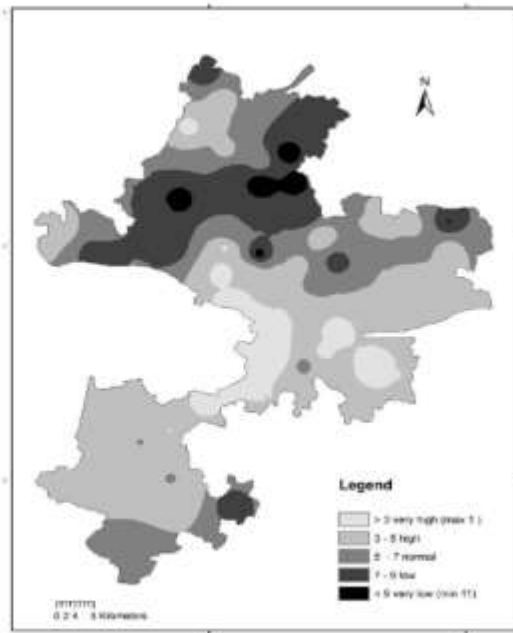 N
Legend
> 3 very high (max 1 )
3 - 5 high
5 - 7 normal
7 - 9 low
< 9 very low (min 11)
0 2 4 Kilometers